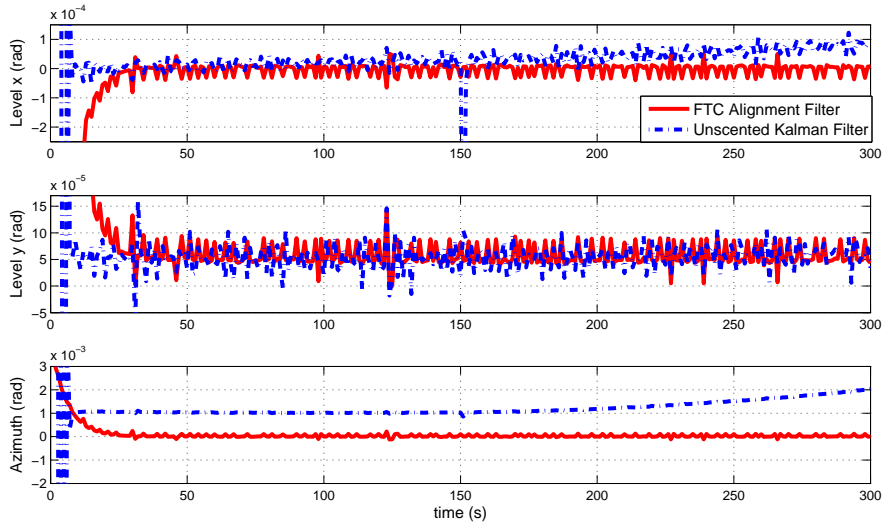 x 10⁻⁴
1
0
−1
−2
Level x (rad)
0 50 100 150 200 250 300
FTC Alignment Filter
Unscented Kalman Filter
x 10⁻⁵
15
10
5
0
−5
Level y (rad)
0 50 100 150 200 250 300
x 10⁻³
3
2
1
0
−1
−2
Azimuth (rad)
0 50 100 150 200 250 300
time (s)